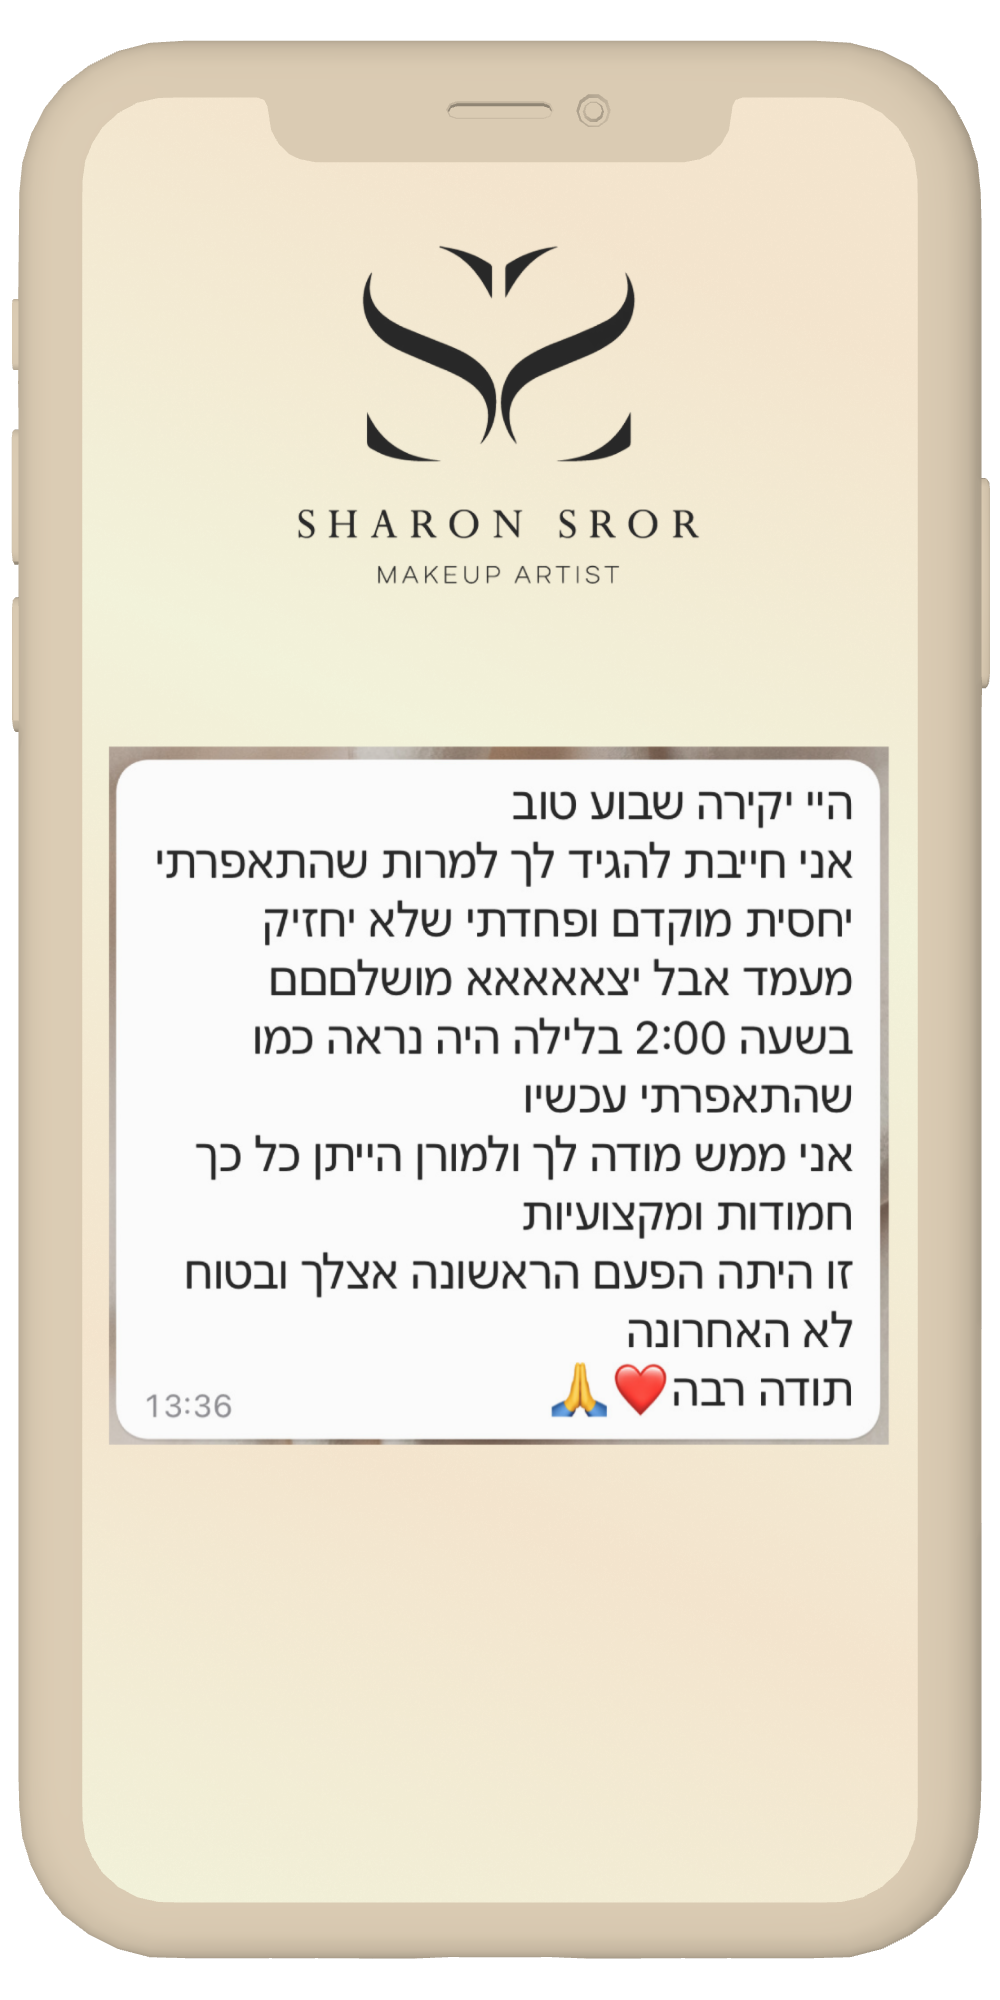 SHARON SROR
MAKEUP ARTIST
היי יקירה שבוע טוב
אני חייבת להגיד לך למרות שהתאפרתי
יחסית מוקדם ופחדתי שלא יחזיק
מעמד אבל יצאאאאאא מושלםםם
בשעה 2:00 בלילה היה נראה כמו
שהתאפרתי עכשיו
אני ממש מודה לך ולמורן הייתן כל כך
חמודות ומקצועיות
זו היתה הפעם הראשונה אצלך ובטוח
לא האחרונה
תודה רבה❤️🙏
13:36